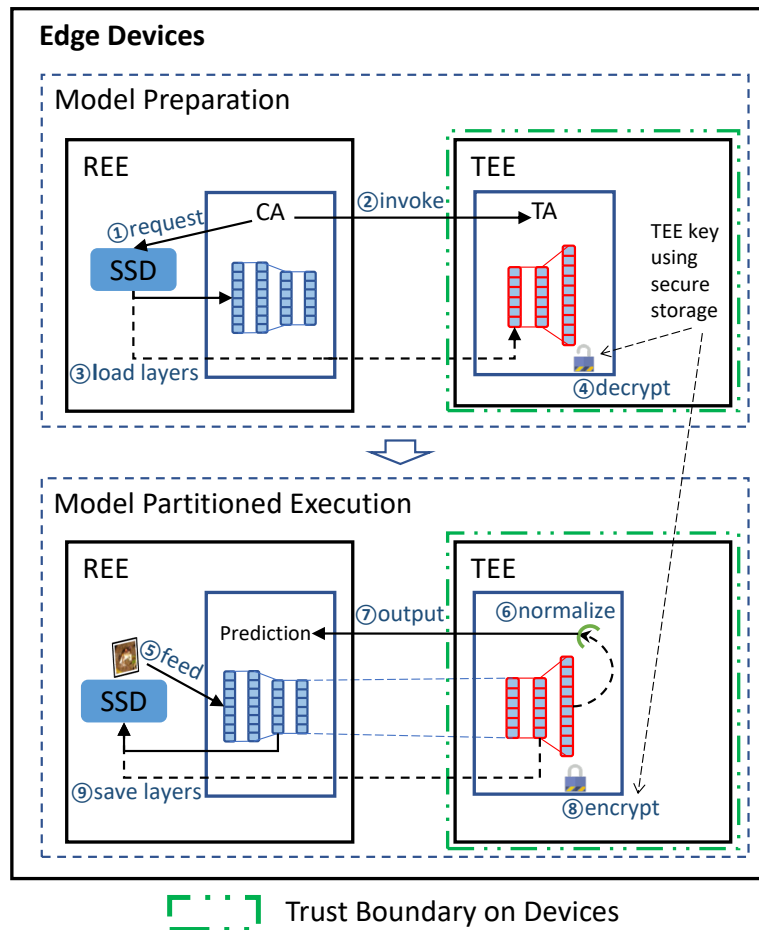 Edge Devices
Model Preparation
REE
TEE
CA
②invoke
TA
①request
SSD
TEE key
using
secure
storage
③load layers
④decrypt
Model Partitioned Execution
REE
TEE
⑦output
⑥normalize
Prediction
⑤feed
SSD
⑨save layers
⑧encrypt
Trust Boundary on Devices